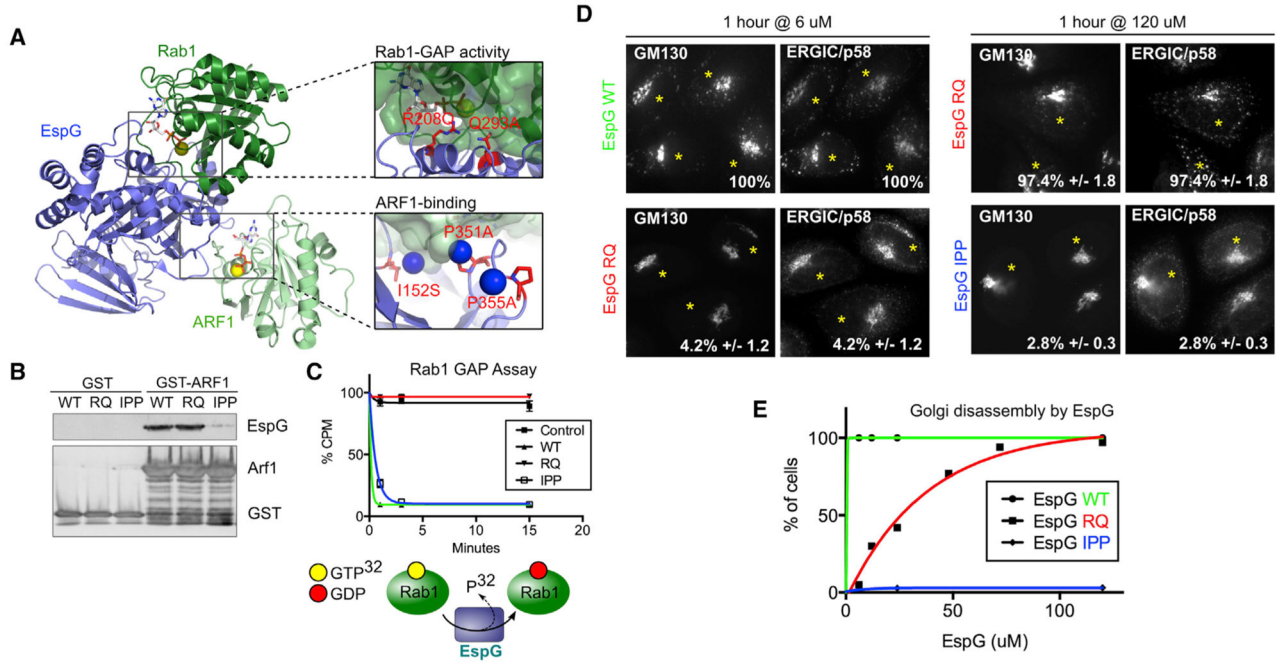 A
Rab1
EspG
ARF1
Rab1-GAP activity
R208Q
Q293A
ARF1-binding
P351A
I152S
P355A
B
GST GST-ARF1
WT RQ IPP WT RQ IPP
EspG
Arf1
GST
C
Rab1 GAP Assay
% CPM
100
50
0
0 5 10 15 20
Minutes
Control
WT
RQ
IPP
GTP32
GDP
Rab1
P32
Rab1
EspG
D
1 hour @ 6 uM
1 hour @ 120 uM
EspG WT
GM130
* * * *
100%
ERGIC/p58
* * * *
100%
EspG RQ
GM130
* *
97.4% +/- 1.8
ERGIC/p58
* *
97.4% +/- 1.8
EspG RQ
GM130
* * *
4.2% +/- 1.2
ERGIC/p58
* * *
4.2% +/- 1.2
EspG IPP
GM130
* *
2.8% +/- 0.3
ERGIC/p58
* *
2.8% +/- 0.3
E
Golgi disassembly by EspG
% of cells
100
50
0
0 50 100
EspG (uM)
EspG WT
EspG RQ
EspG IPP